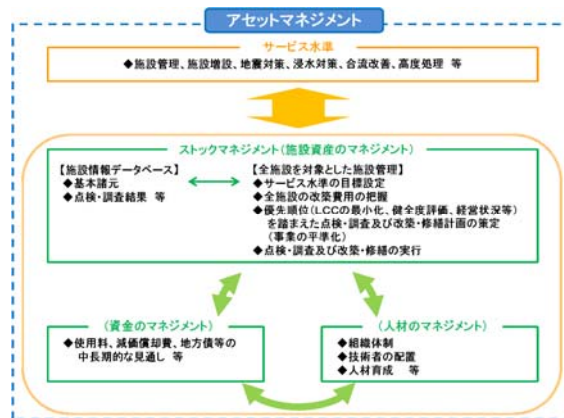 アセットマネジメント
サービス水準
◆施設管理、施設増設、地震対策、浸水対策、合流改善、高度処理 等
ストックマネジメント(施設資産のマネジメント)
【施設情報データベース】
◆基本諸元
◆点検・調査結果 等
【全施設を対象とした施設管理】
◆サービス水準の目標設定
◆全施設の改築費用の把握
◆優先順位(LCCの最小化、健全度評価、経営状況等)
を踏まえた点検・調査及び改築・修繕計画の策定
(事業の平準化)
◆点検・調査及び改築・修繕の実行
(資金のマネジメント)
◆使用料、減価償却費、地方債等の
中長期的な見通し 等
(人材のマネジメント)
◆組織体制
◆技術者の配置
◆人材育成 等